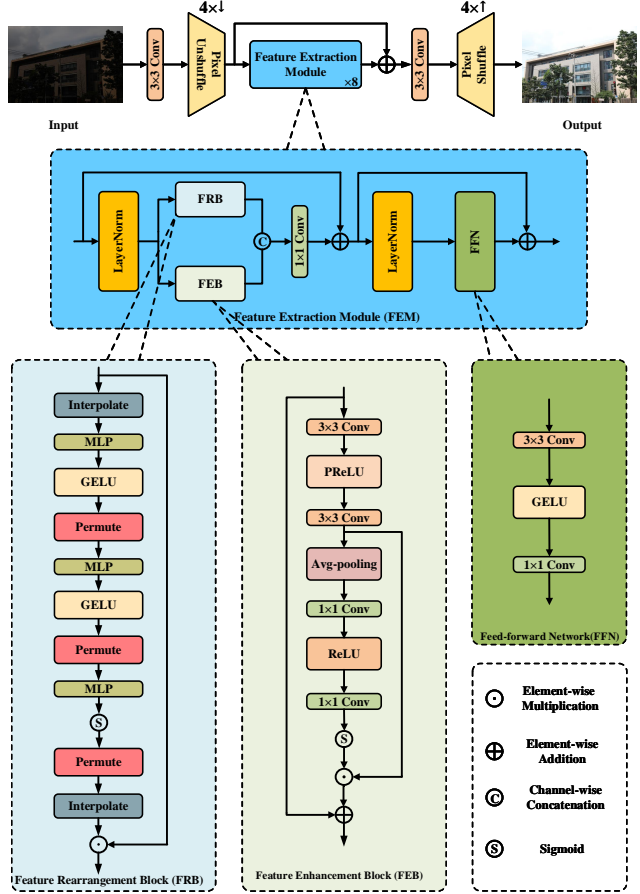 4×↓
4×↑
3×3 Conv
Pixel
Unshuffle
Feature Extraction
Module
×8
3×3 Conv
Pixel
Shuffle
Input
Output
LayerNorm
FRB
FEB
C
1×1 Conv
LayerNorm
FFN
Feature Extraction Module (FEM)
Interpolate
MLP
GELU
Permute
MLP
GELU
Permute
MLP
S
Permute
Interpolate
Feature Rearrangement Block (FRB)
3×3 Conv
PReLU
3×3 Conv
Avg-pooling
1×1 Conv
ReLU
1×1 Conv
S
Feature Enhancement Block (FEB)
3×3 Conv
GELU
1×1 Conv
Feed-forward Network(FFN)
Element-wise
Multiplication
Element-wise
Addition
C
Channel-wise
Concatenation
S
Sigmoid